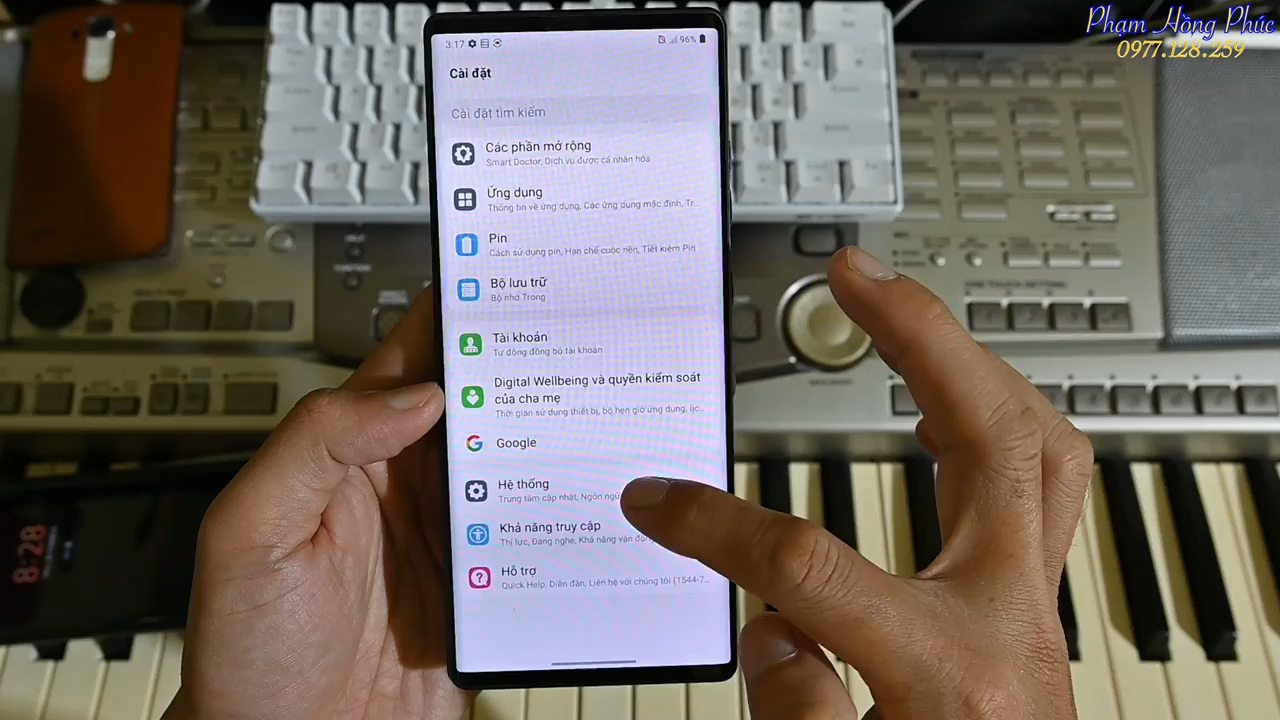 Phạm Hồng Phúc
0977.128.259
3:17
96%
Cài đặt
Cài đặt tìm kiếm
Các phần mở rộng
Smart Doctor, Dịch vụ được cá nhân hóa
Ứng dụng
Thông tin về ứng dụng, Các ứng dụng mặc định, Tr...
Pin
Cách sử dụng pin, Hạn chế cuộc nền, Tiết kiệm Pin
Bộ lưu trữ
Bộ nhớ Trong
Tài khoản
Tự động đồng bộ tài khoản
Digital Wellbeing và quyền kiểm soát
của cha mẹ
Thời gian sử dụng thiết bị, bộ hẹn giờ ứng dụng, lịc...
Google
Hệ thống
Trung tâm cập nhật, Ngôn ngữ
Khả năng truy cập
Thị lực, Đang nghe, Khả năng vận động
Hỗ trợ
Quick Help, Diễn đàn, Liên hệ với chúng tôi (1544-7...
8:28